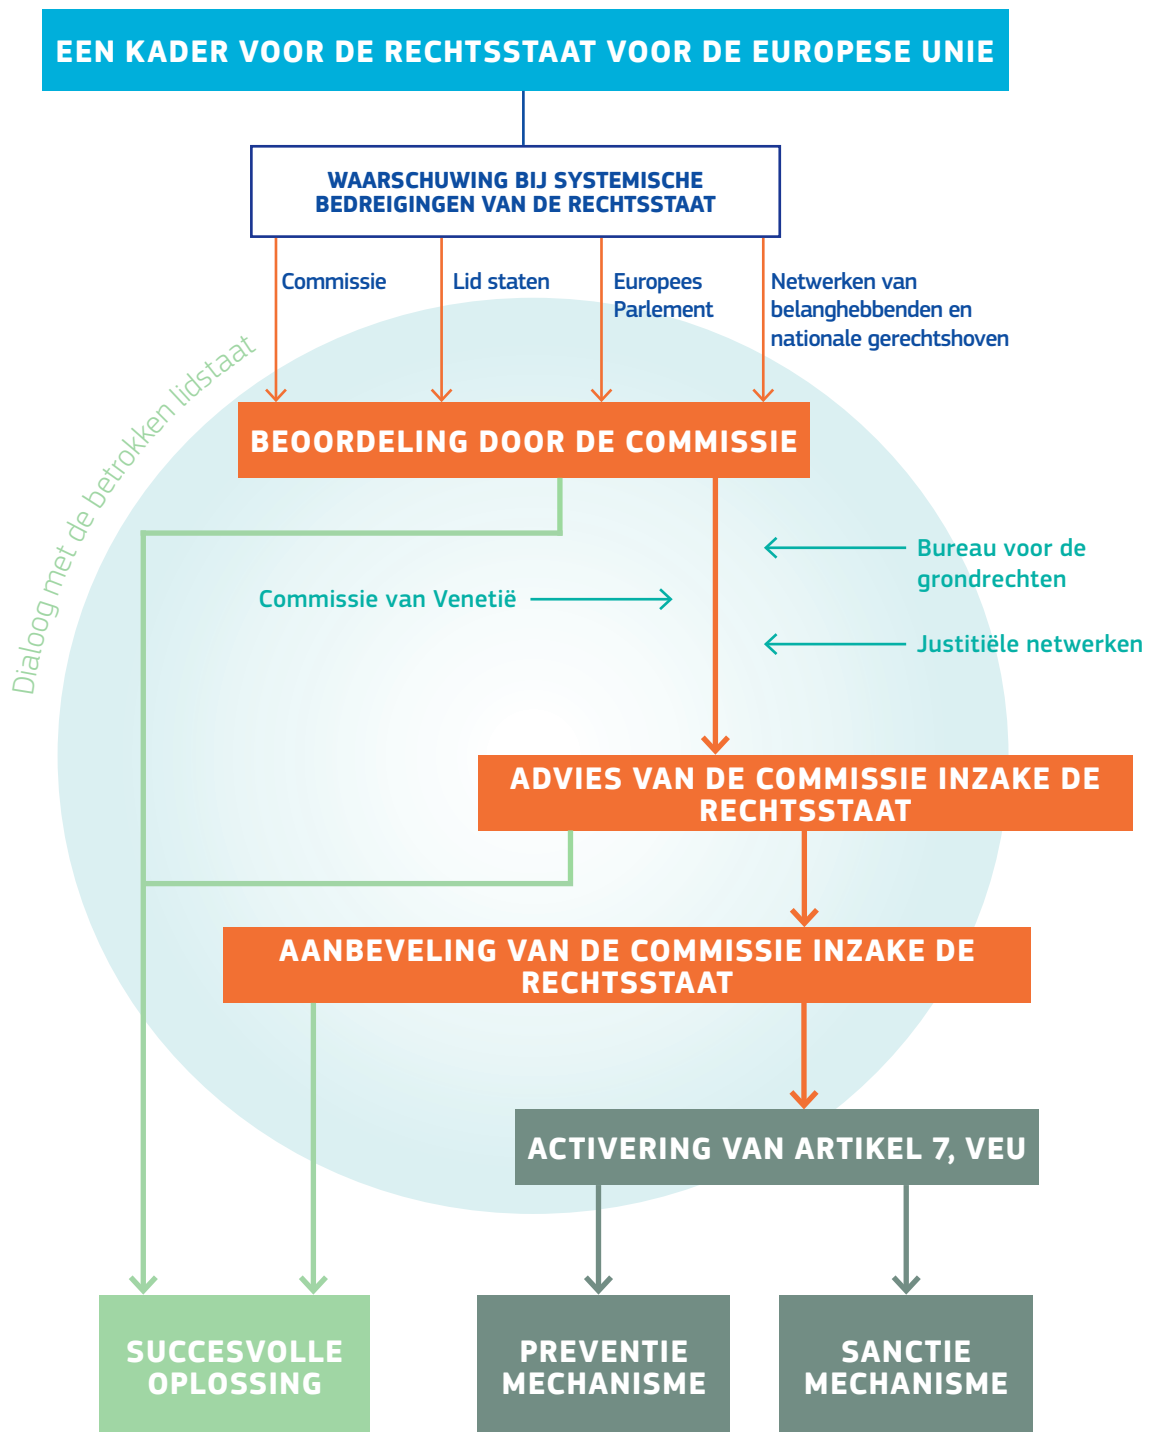 EEN KADER VOOR DE RECHTSSTAAT VOOR DE EUROPESE UNIE
WAARSCHUWING BIJ SYSTEMISCHE
BEDREIGINGEN VAN DE RECHTSSTAAT
Commissie
Lid staten
Europees
Parlement
Netwerken van
belanghebbenden en
nationale gerechtshoven
Dialoog met de betrokken lidstaat
BEOORDELING DOOR DE COMMISSIE
Bureau voor de
grondrechten
Commissie van Venetië
Justitiële netwerken
ADVIES VAN DE COMMISSIE INZAKE DE
RECHTSSTAAT
AANBEVELING VAN DE COMMISSIE INZAKE DE
RECHTSSTAAT
ACTIVERING VAN ARTIKEL 7, VEU
SUCCESVOLLE
OPLOSSING
PREVENTIE
MECHANISME
SANCTIE
MECHANISME